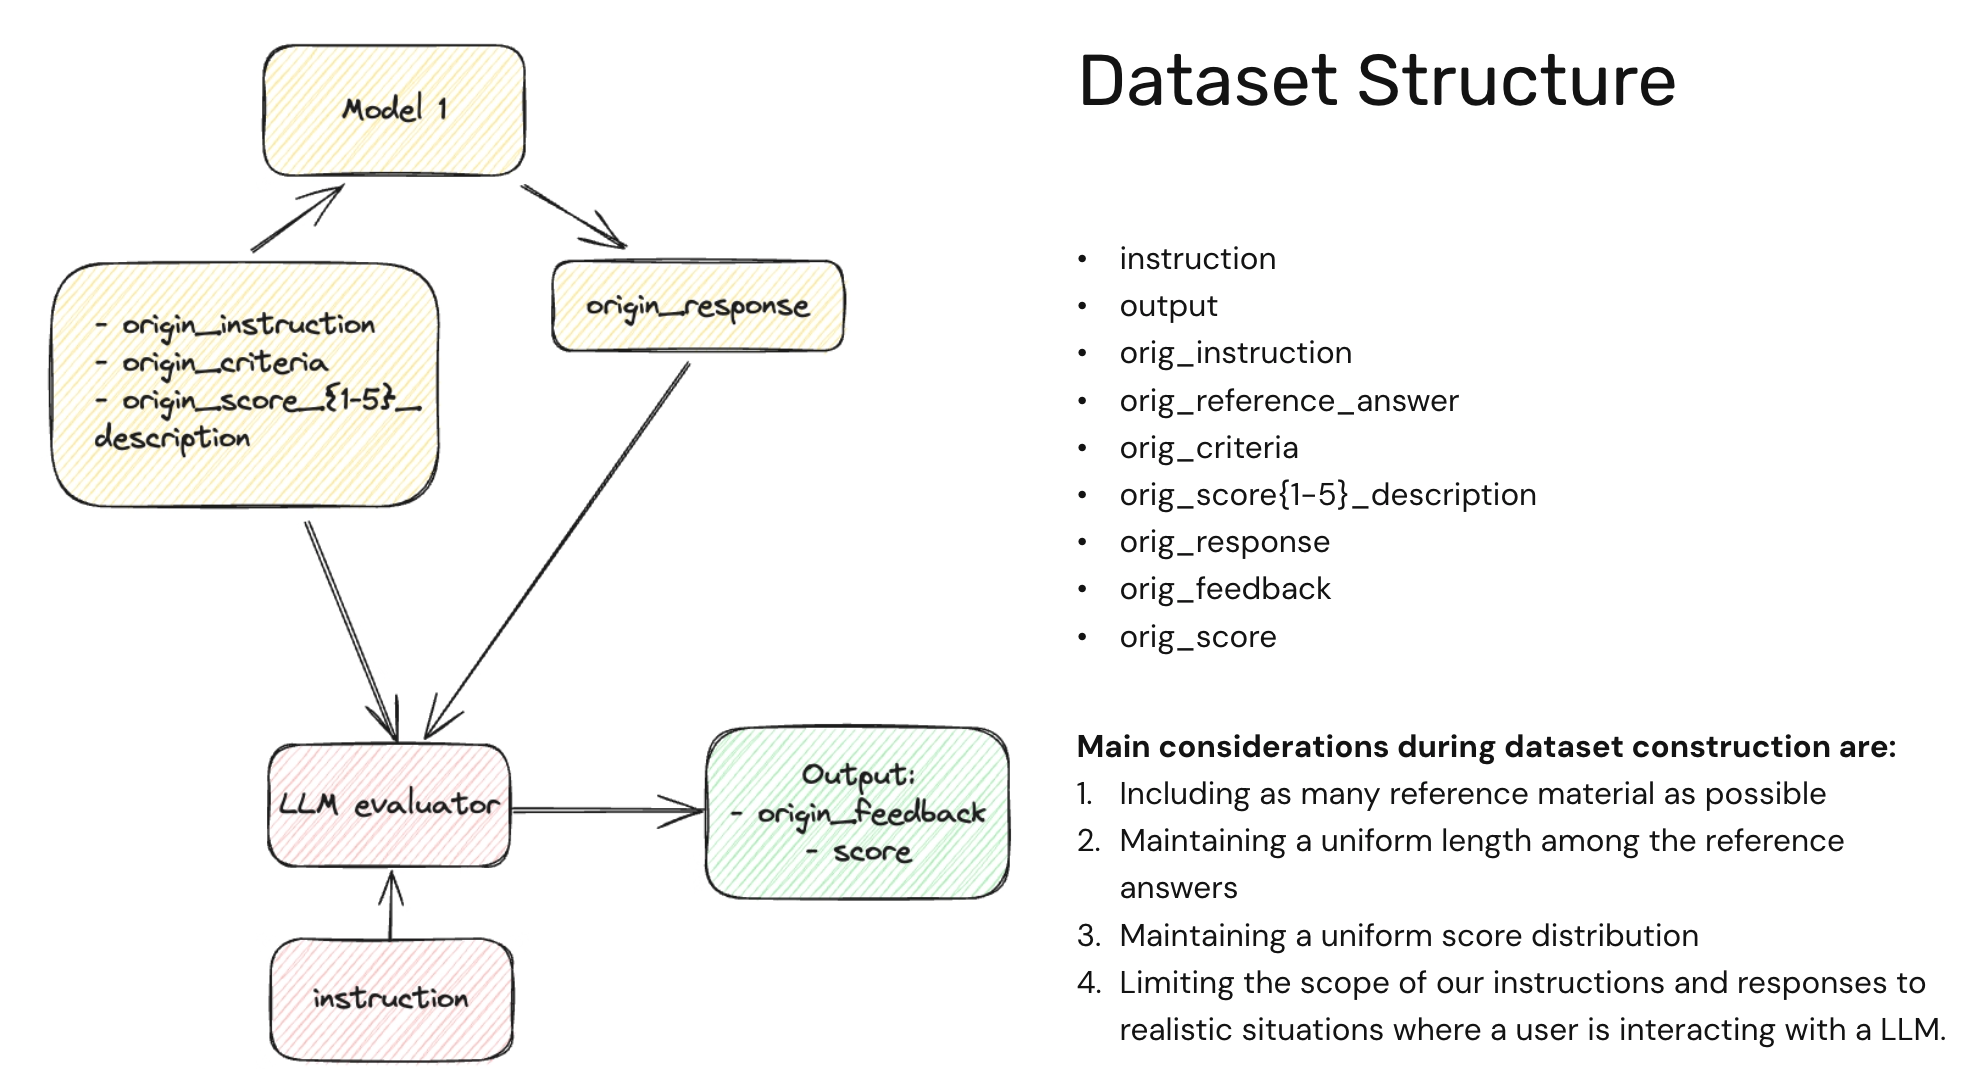 Model 1
- origin_instruction
- origin_criteria
- origin_score_{1-5}_
description
origin_response
LLM evaluator
Output:
- origin_feedback
- score
instruction
Dataset Structure
• instruction
• output
• orig_instruction
• orig_reference_answer
• orig_criteria
• orig_score{1-5}_description
• orig_response
• orig_feedback
• orig_score
Main considerations during dataset construction are:
1. Including as many reference material as possible
2. Maintaining a uniform length among the reference
answers
3. Maintaining a uniform score distribution
4. Limiting the scope of our instructions and responses to
realistic situations where a user is interacting with a LLM.